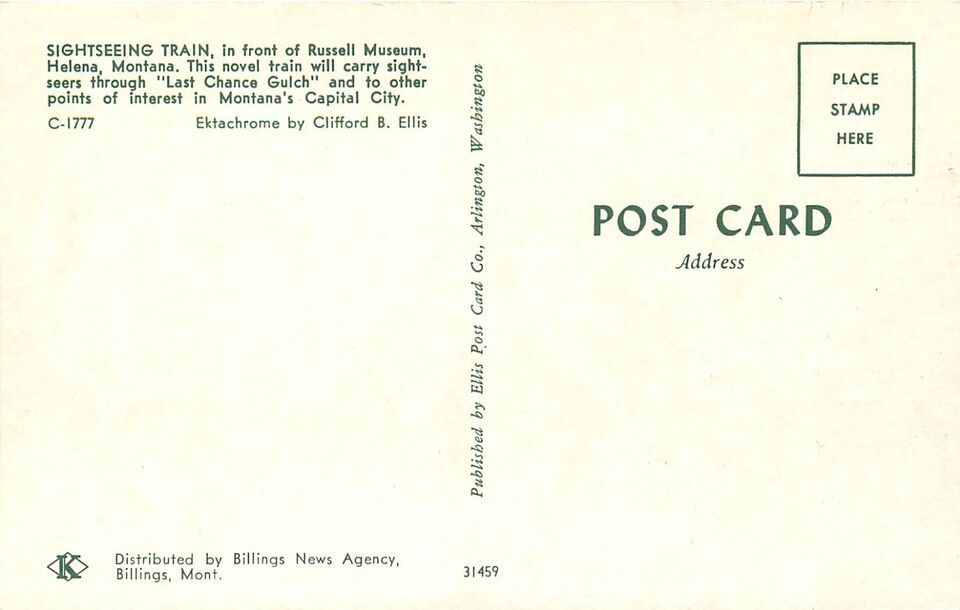 SIGHTSEEING TRAIN, in front of Russell Museum,
Helena, Montana. This novel train will carry sight-
seers through "Last Chance Gulch" and to other
points of interest in Montana's Capital City.
C-1777 Ektachrome by Clifford B. Ellis
Published by Ellis Post Card Co., Arlington, Washington
PLACE
STAMP
HERE
POST CARD
Address
K
Distributed by Billings News Agency,
Billings, Mont.
31459